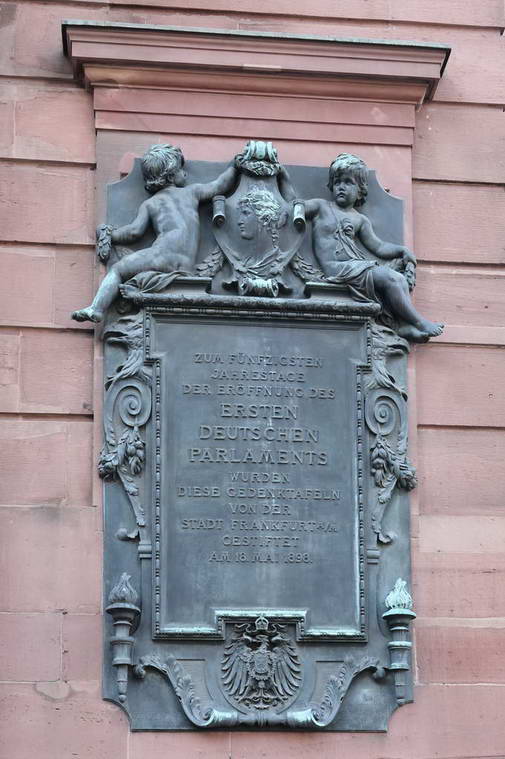 ZUM FÜNFZIGSTEN
JAHRESTAGE
DER ERÖFFNUNG DES
ERSTEN
DEUTSCHEN
PARLAMENTS
WURDEN
DIESE GEDENKTAFELN
VON DER
STADT FRANKFURT A/M.
GESTIFTET
AM 18. MAI 1898.